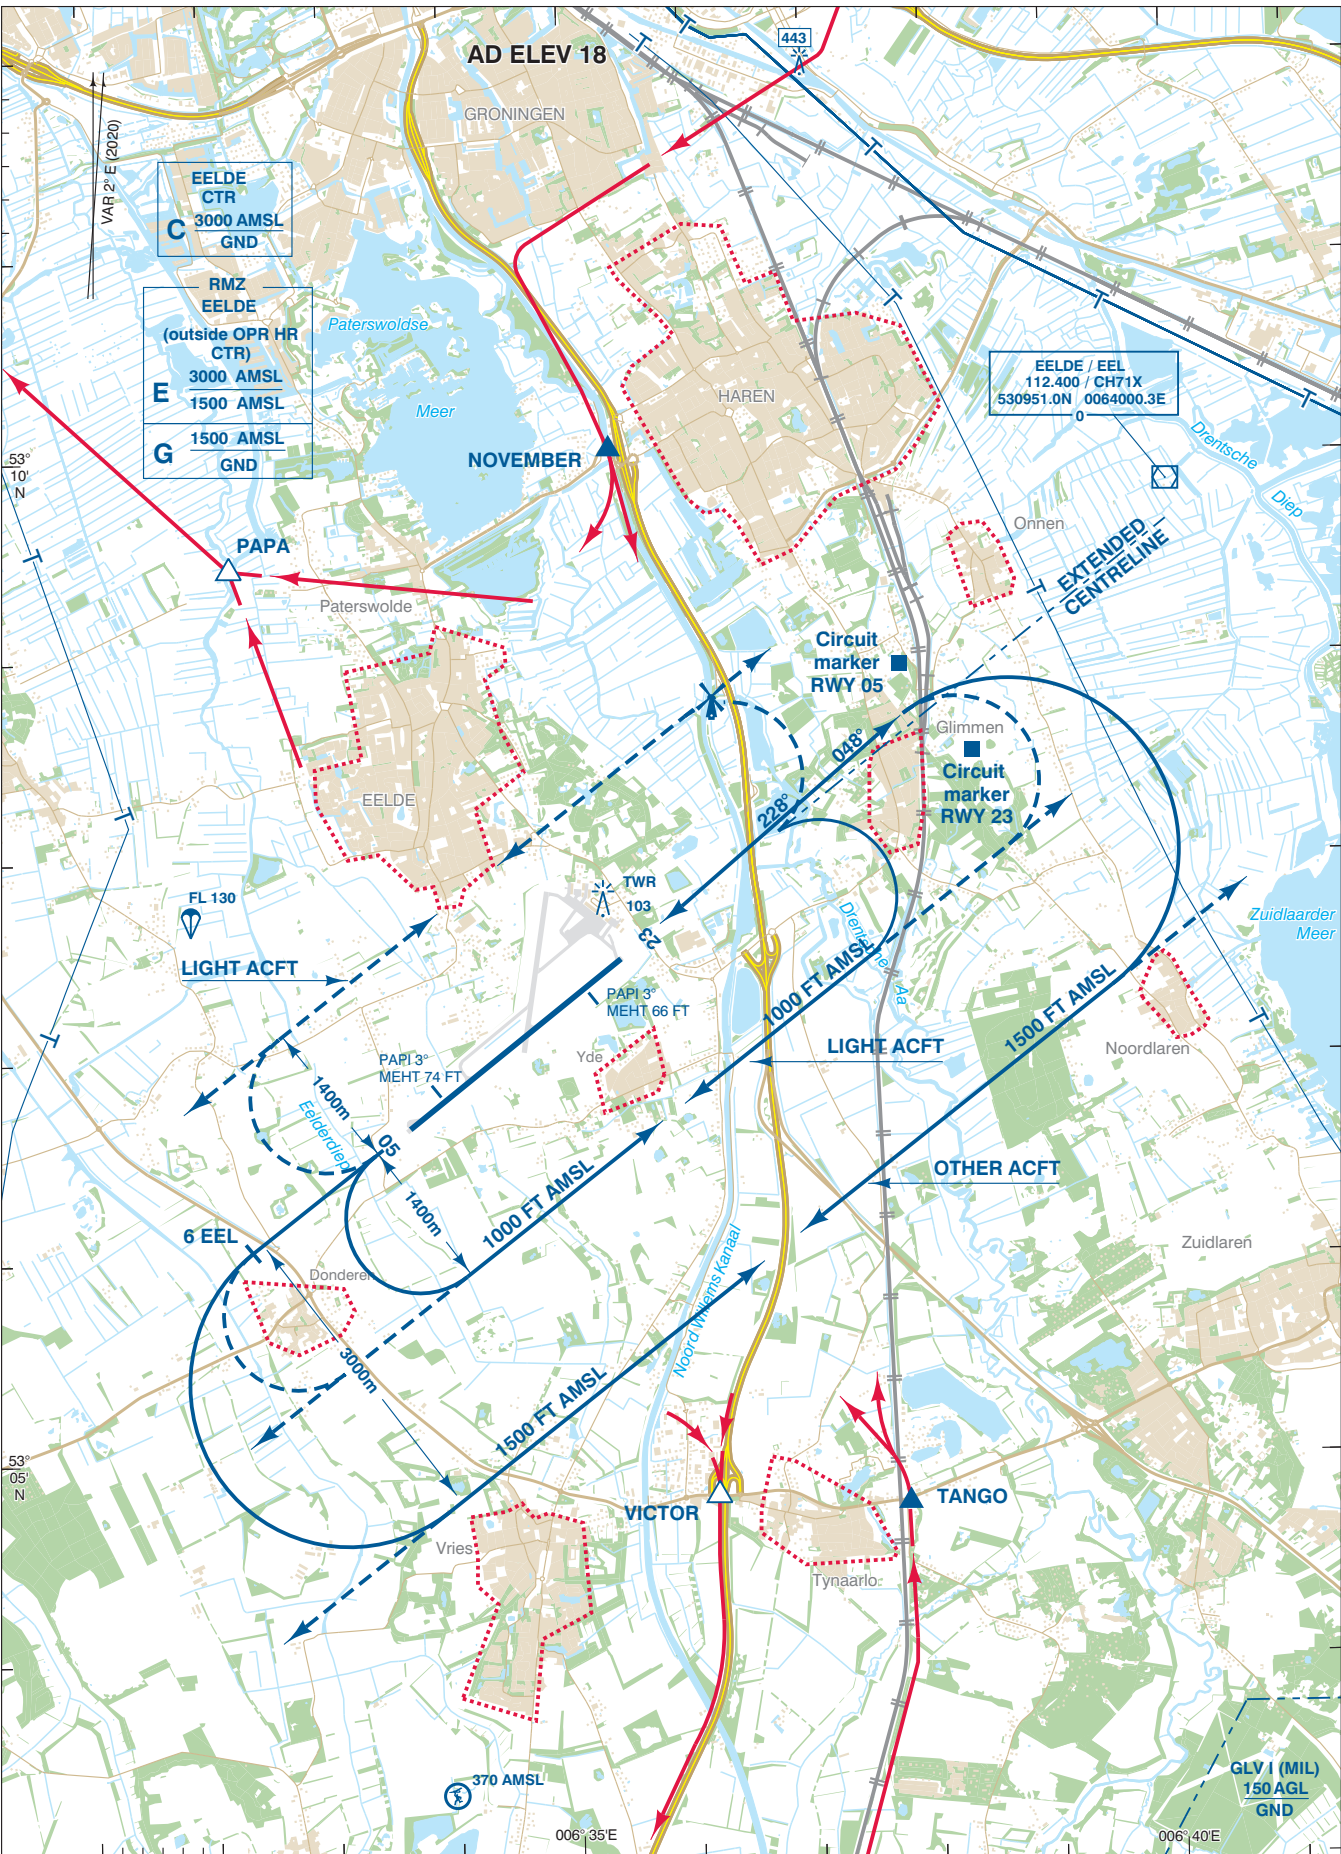 443
AD ELEV 18
GRONINGEN
VAR 2° E (2020)
EELDE
CTR
C 3000 AMSL
GND
RMZ
EELDE
(outside OPR HR
CTR)
E 3000 AMSL
1500 AMSL
G 1500 AMSL
GND
Paterswoldse
Meer
HAREN
EELDE / EEL
112.400 / CH71X
530951.0N 0064000.3E
0
Drentsche
Diep
NOVEMBER
53°
10'
N
Onnen
EXTENDED
CENTRELINE
PAPA
Paterswolde
Circuit
marker
RWY 05
Glimmen
048°
Circuit
marker
RWY 23
228°
EELDE
FL 130
TWR
103
23
Drentsche Aa
Zuidlaarder
Meer
LIGHT ACFT
PAPI 3°
MEHT 66 FT
1000 FT AMSL
1500 FT AMSL
LIGHT ACFT
Noordlaren
Yde
PAPI 3°
MEHT 74 FT
1400m
Eelderdiep
05
OTHER ACFT
1400m
1000 FT AMSL
6 EEL
Donderen
Zuidlaren
Noord Willems Kanaal
3000m
1500 FT AMSL
53°
05'
N
VICTOR
TANGO
Vries
Tynaarlo
370 AMSL
GLV I (MIL)
150 AGL
GND
006° 35'E
006° 40'E